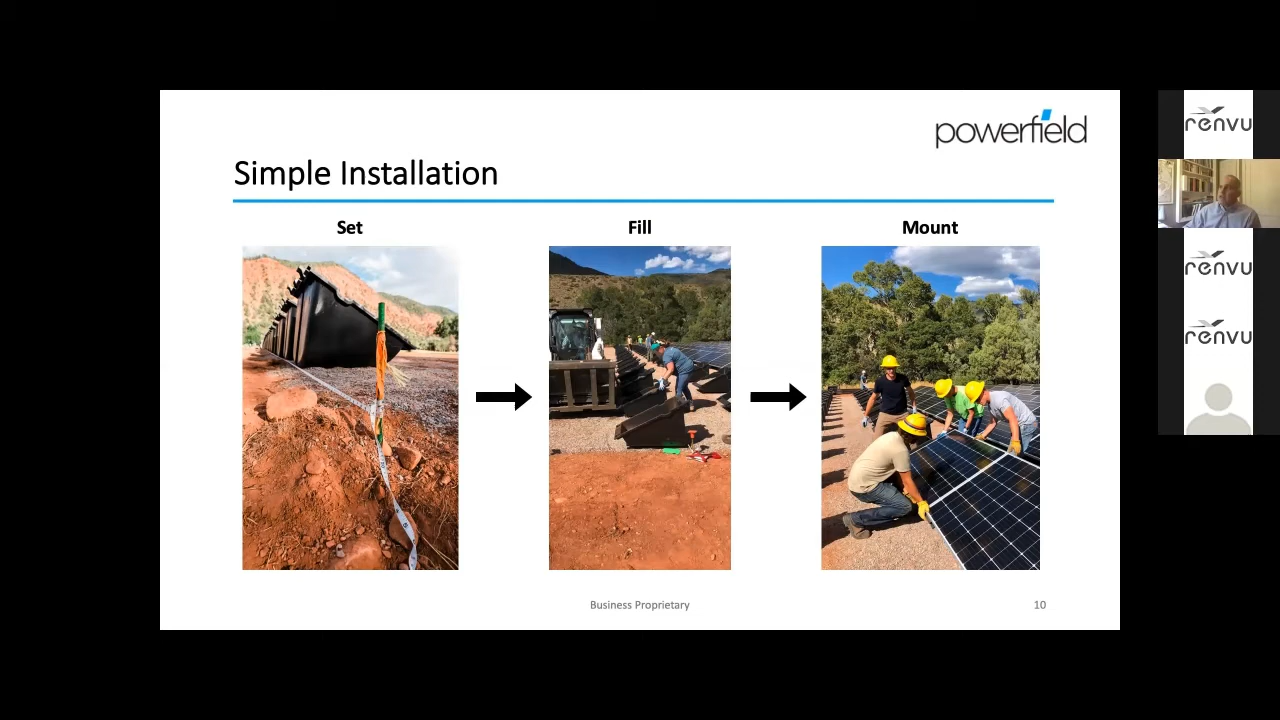 powerfield
Simple Installation
Set
Fill
Mount
Business Proprietary
10
renvu
renvu
renvu